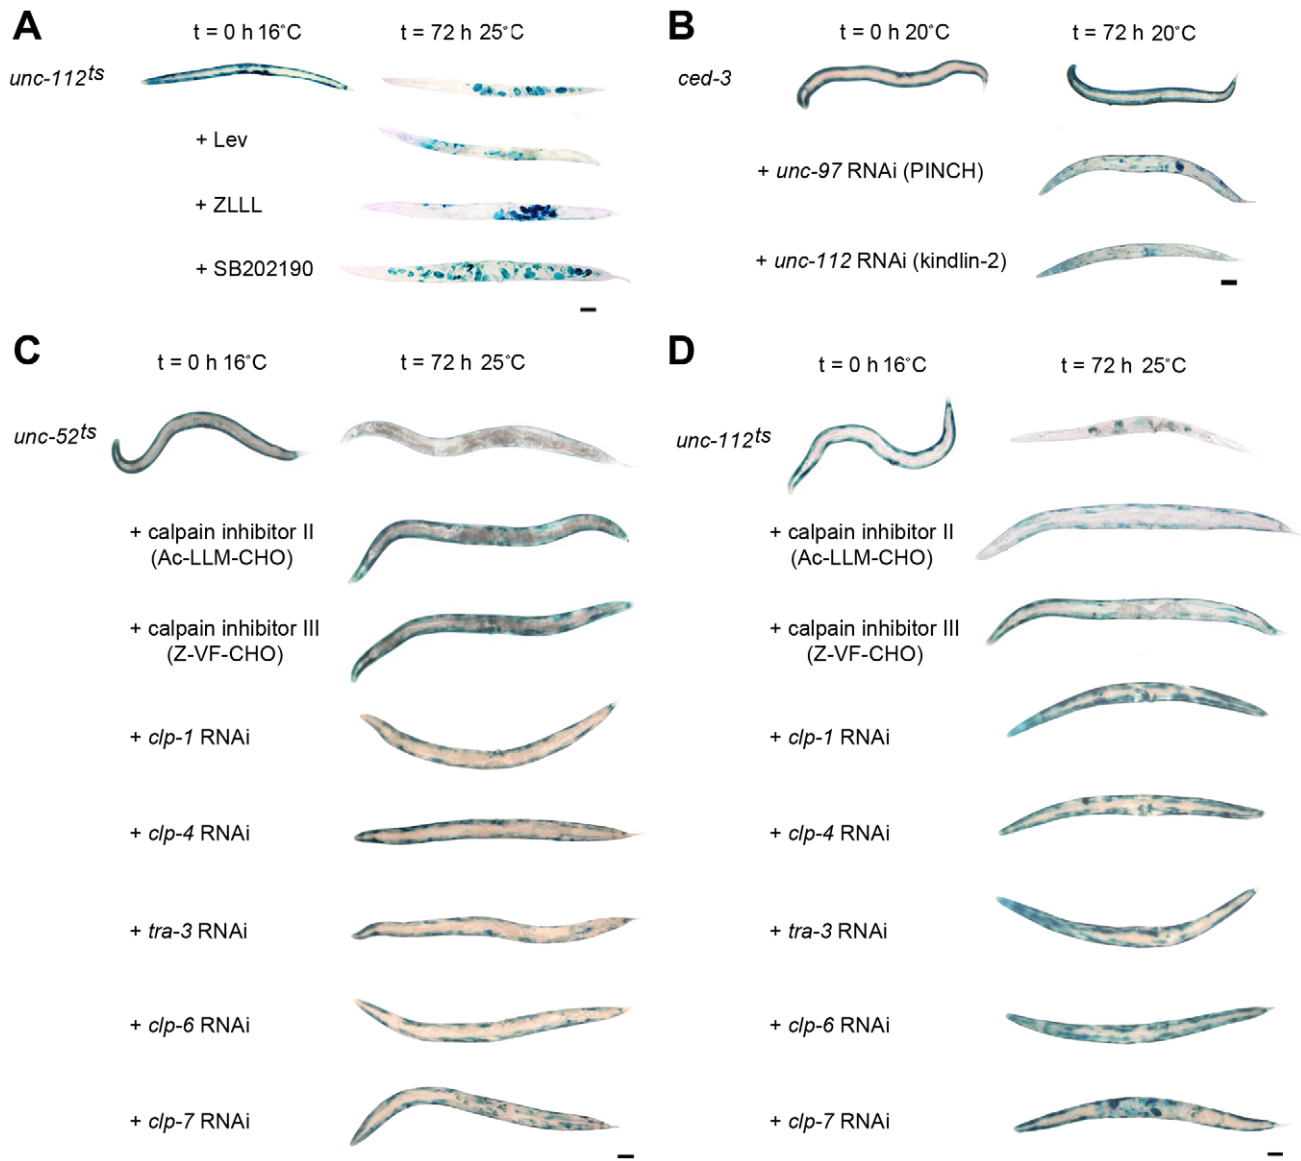 A
t = 0 h 16°C
t = 72 h 25°C
unc-112ts
+ Lev
+ ZLLL
+ SB202190
B
t = 0 h 20°C
t = 72 h 20°C
ced-3
+ unc-97 RNAi (PINCH)
+ unc-112 RNAi (kindlin-2)
C
t = 0 h 16°C
t = 72 h 25°C
unc-52ts
+ calpain inhibitor II
(Ac-LLM-CHO)
+ calpain inhibitor III
(Z-VF-CHO)
+ clp-1 RNAi
+ clp-4 RNAi
+ tra-3 RNAi
+ clp-6 RNAi
+ clp-7 RNAi
D
t = 0 h 16°C
t = 72 h 25°C
unc-112ts
+ calpain inhibitor II
(Ac-LLM-CHO)
+ calpain inhibitor III
(Z-VF-CHO)
+ clp-1 RNAi
+ clp-4 RNAi
+ tra-3 RNAi
+ clp-6 RNAi
+ clp-7 RNAi